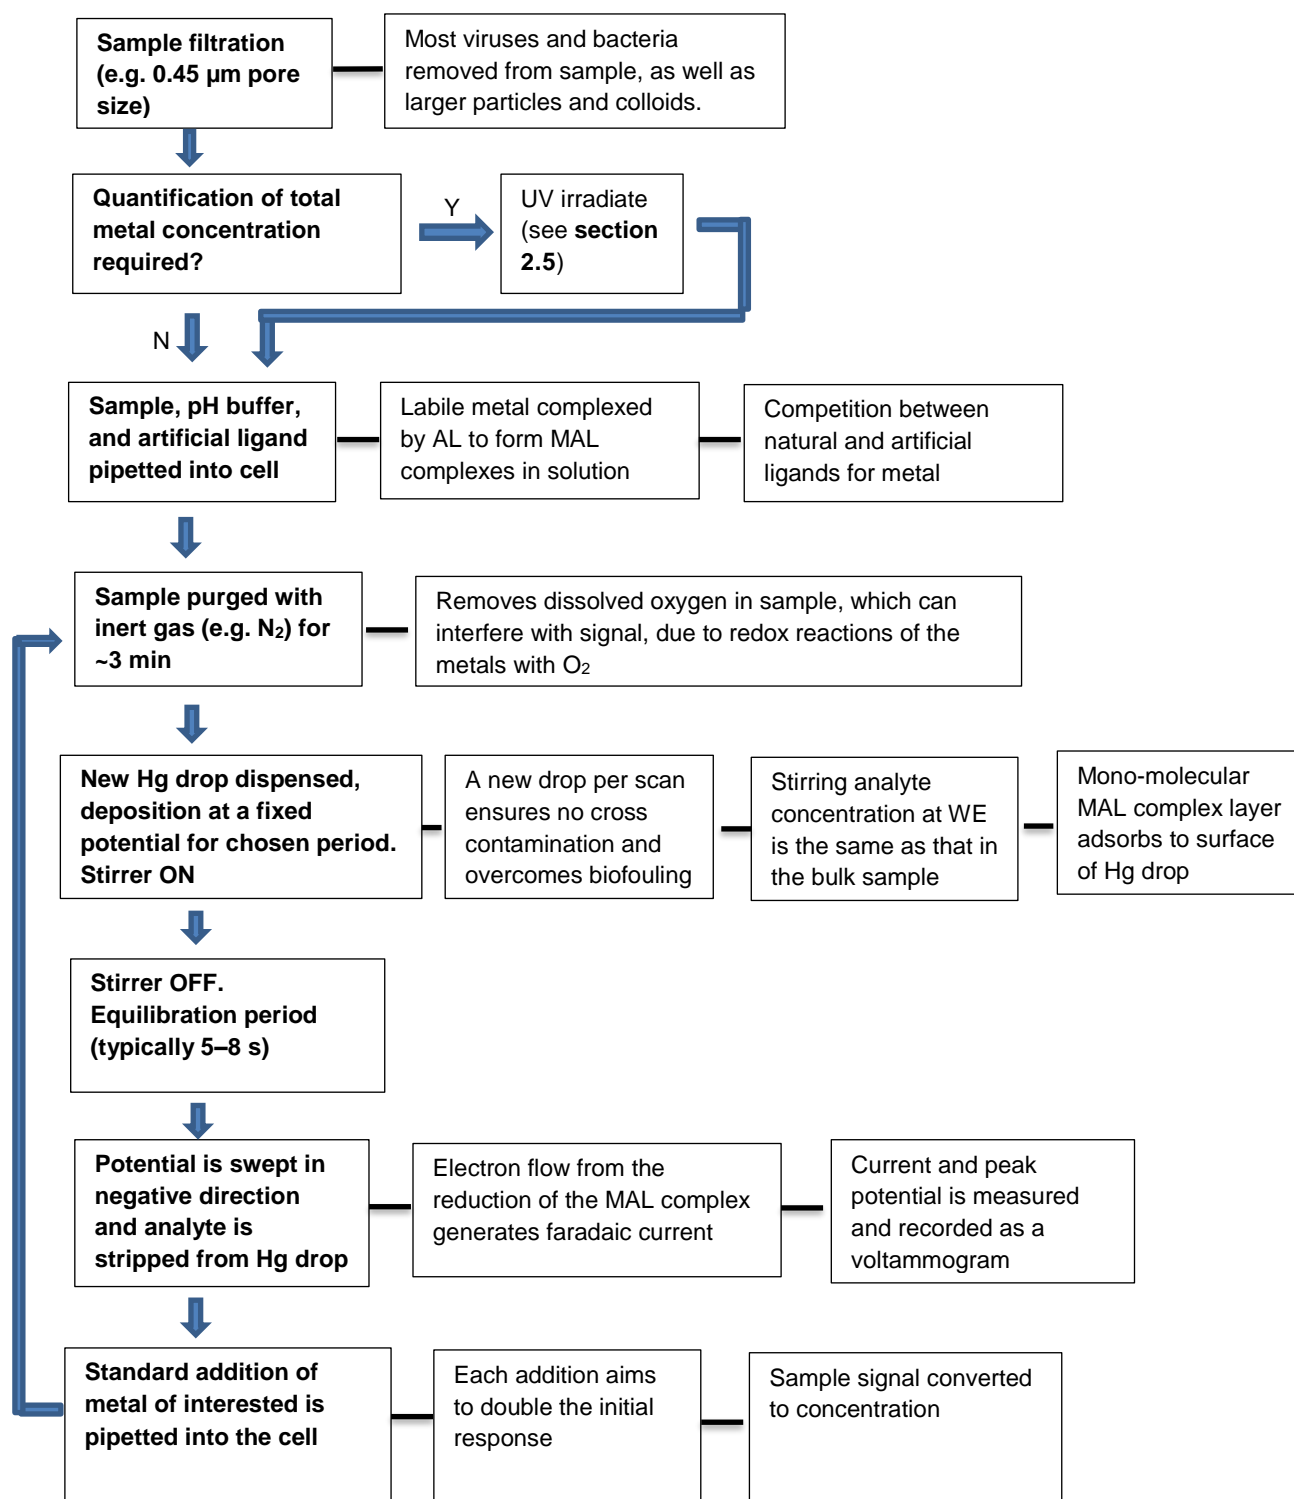 Sample filtration
(e.g. 0.45 µm pore
size)
Most viruses and bacteria
removed from sample, as well as
larger particles and colloids.
Quantification of total
metal concentration
required?
Y
UV irradiate
(see section
2.5)
N
Sample, pH buffer,
and artificial ligand
pipetted into cell
Labile metal complexed
by AL to form MAL
complexes in solution
Competition between
natural and artificial
ligands for metal
Sample purged with
inert gas (e.g. N2) for
~3 min
Removes dissolved oxygen in sample, which can
interfere with signal, due to redox reactions of the
metals with O2
New Hg drop dispensed,
deposition at a fixed
potential for chosen period.
Stirrer ON
A new drop per scan
ensures no cross
contamination and
overcomes biofouling
Stirring analyte
concentration at WE
is the same as that in
the bulk sample
Mono-molecular
MAL complex layer
adsorbs to surface
of Hg drop
Stirrer OFF.
Equilibration period
(typically 5–8 s)
Potential is swept in
negative direction
and analyte is
stripped from Hg drop
Electron flow from the
reduction of the MAL complex
generates faradaic current
Current and peak
potential is measured
and recorded as a
voltammogram
Standard addition of
metal of interested is
pipetted into the cell
Each addition aims
to double the initial
response
Sample signal converted
to concentration